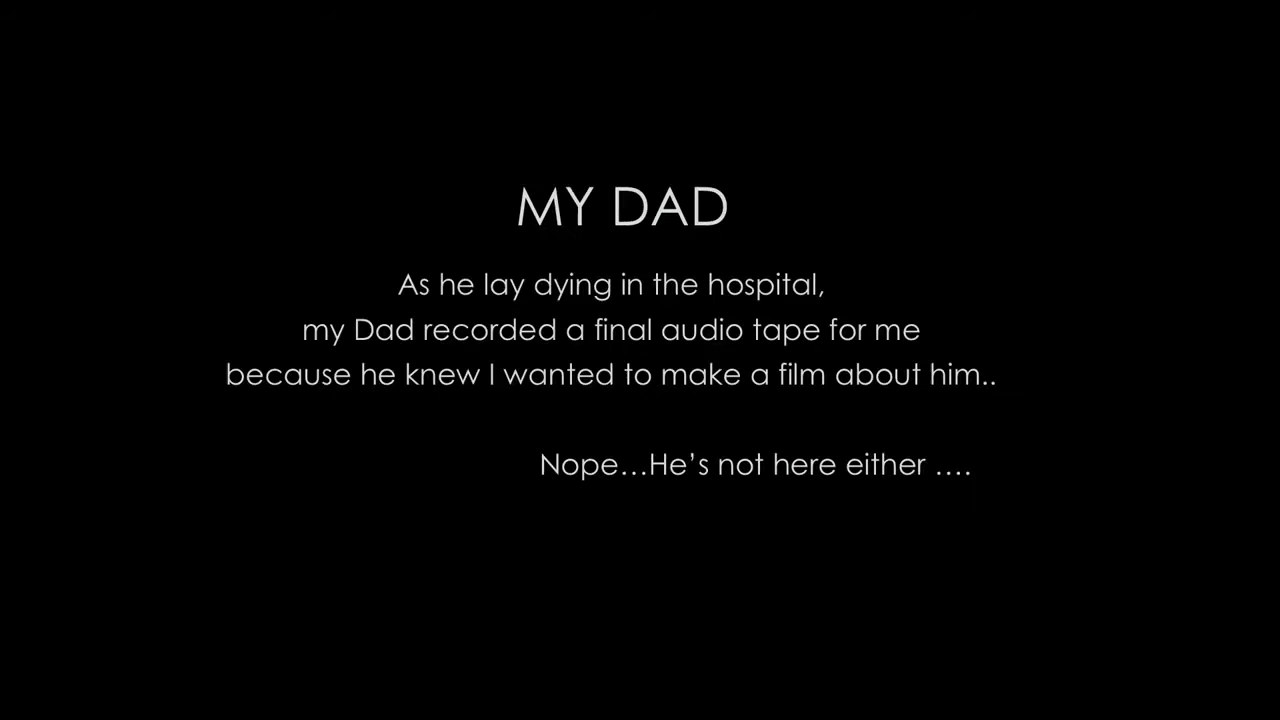 MY DAD
As he lay dying in the hospital,
my Dad recorded a final audio tape for me
because he knew I wanted to make a film about him..
Nope…He’s not here either ….